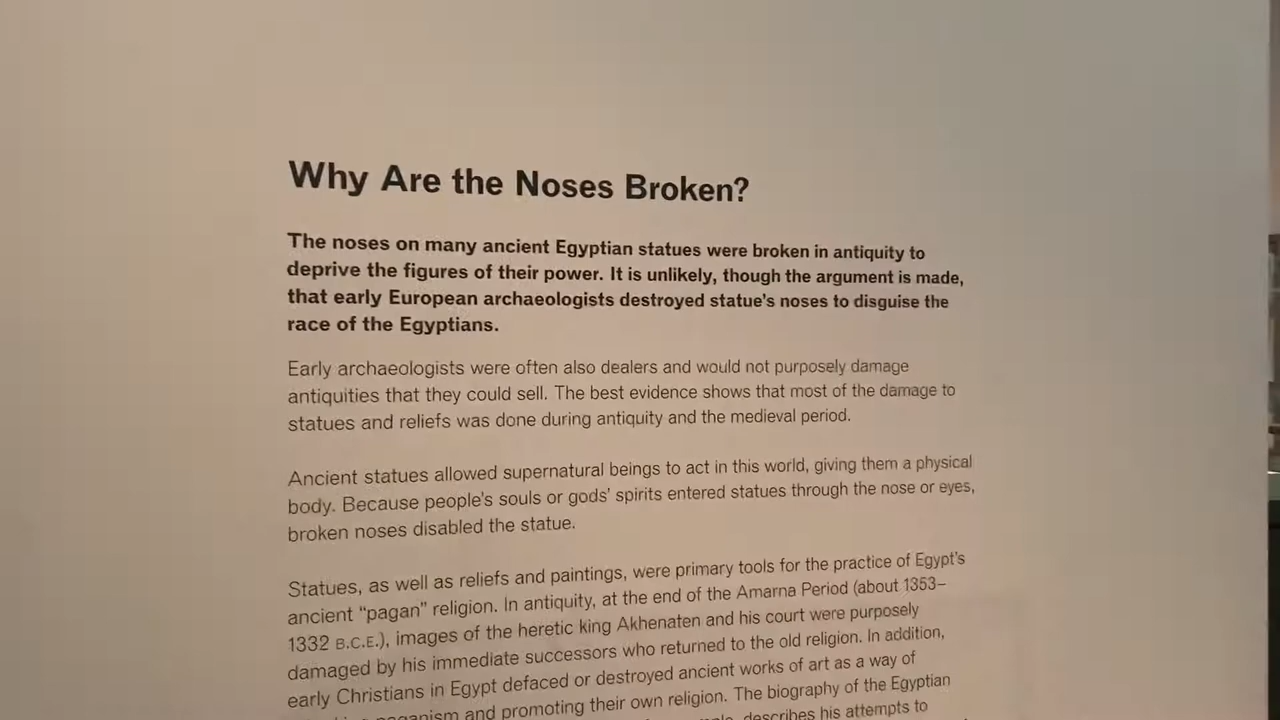 Why Are the Noses Broken?
The noses on many ancient Egyptian statues were broken in antiquity to
deprive the figures of their power. It is unlikely, though the argument is made,
that early European archaeologists destroyed statue's noses to disguise the
race of the Egyptians.
Early archaeologists were often also dealers and would not purposely damage
antiquities that they could sell. The best evidence shows that most of the damage to
statues and reliefs was done during antiquity and the medieval period.
Ancient statues allowed supernatural beings to act in this world, giving them a physical
body. Because people's souls or gods' spirits entered statues through the nose or eyes,
broken noses disabled the statue.
Statues, as well as reliefs and paintings, were primary tools for the practice of Egypt's
ancient "pagan" religion. In antiquity, at the end of the Amarna Period (about 1353–
1332 B.C.E.), images of the heretic king Akhenaten and his court were purposely
damaged by his immediate successors who returned to the old religion. In addition,
early Christians in Egypt defaced or destroyed ancient works of art as a way of
paganism and promoting their own religion. The biography of the Egyptian
describes his attempts to